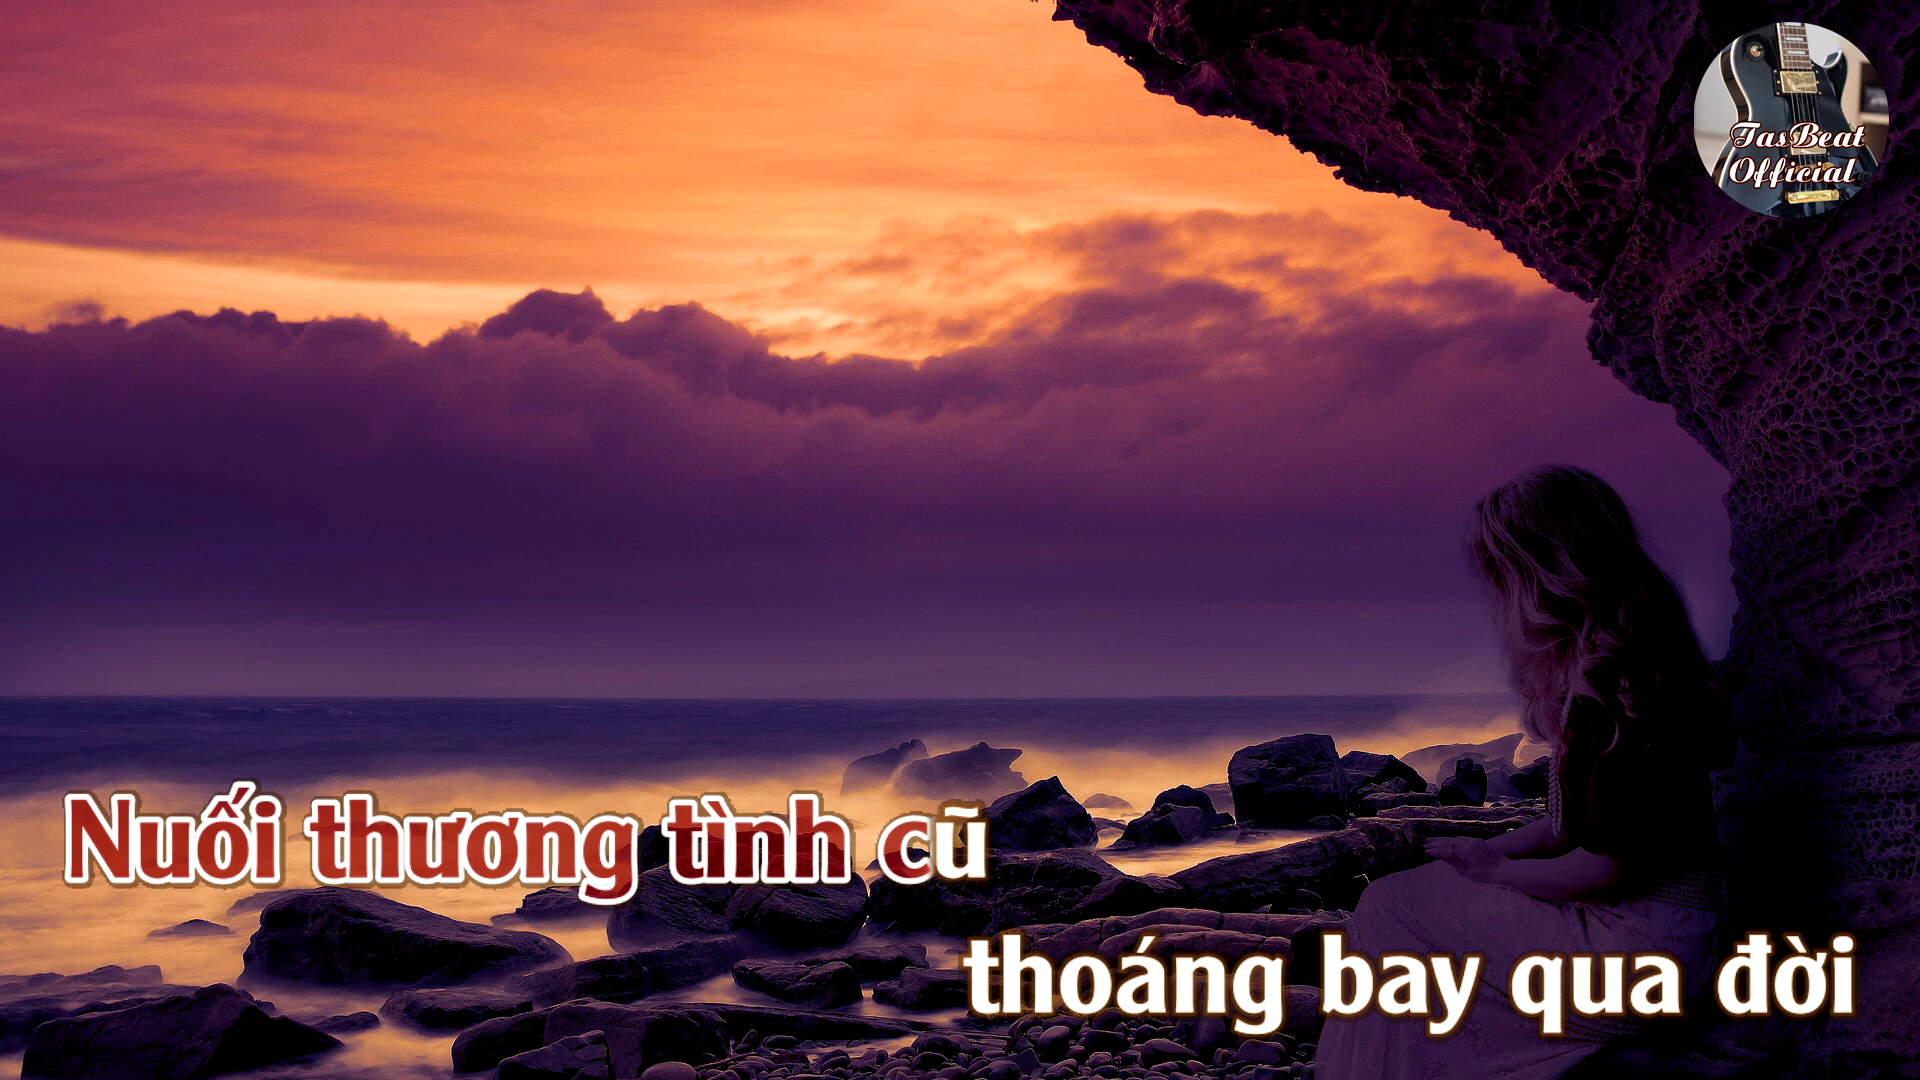 TasBeat
Official
Nuối thương tình cũ
thoáng bay qua đời